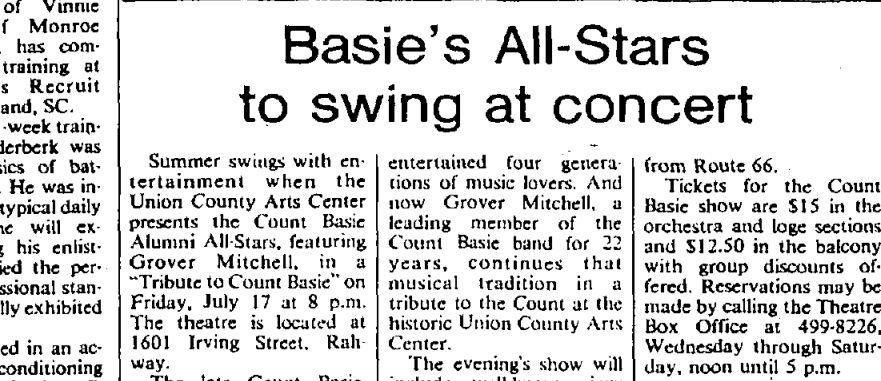 of Vinnie
f Monroe
has com-
training at
s Recruit
and, SC.
-week train-
derberk was
sics of bat-
He was in-
typical daily
he will ex-
g his enlist-
ied the per-
ssional stan-
lly exhibited
ed in an ac-
conditioning
Basie's All-Stars
to swing at concert
Summer swings with en-
tertainment when the
Union County Arts Center
presents the Count Basie
Alumni All-Stars, featuring
Grover Mitchell, in a
"Tribute to Count Basie" on
Friday, July 17 at 8 p.m.
The theatre is located at
1601 Irving Street, Rah-
way.
The late Count Basie
entertained four genera-
tions of music lovers. And
now Grover Mitchell, a
leading member of the
Count Basie band for 22
years, continues that
musical tradition in a
tribute to the Count at the
historic Union County Arts
Center.
The evening's show will
from Route 66.
Tickets for the Count
Basie show are $15 in the
orchestra and loge sections
and $12.50 in the balcony
with group discounts of-
fered. Reservations may be
made by calling the Theatre
Box Office at 499-8226,
Wednesday through Satur-
day, noon until 5 p.m.